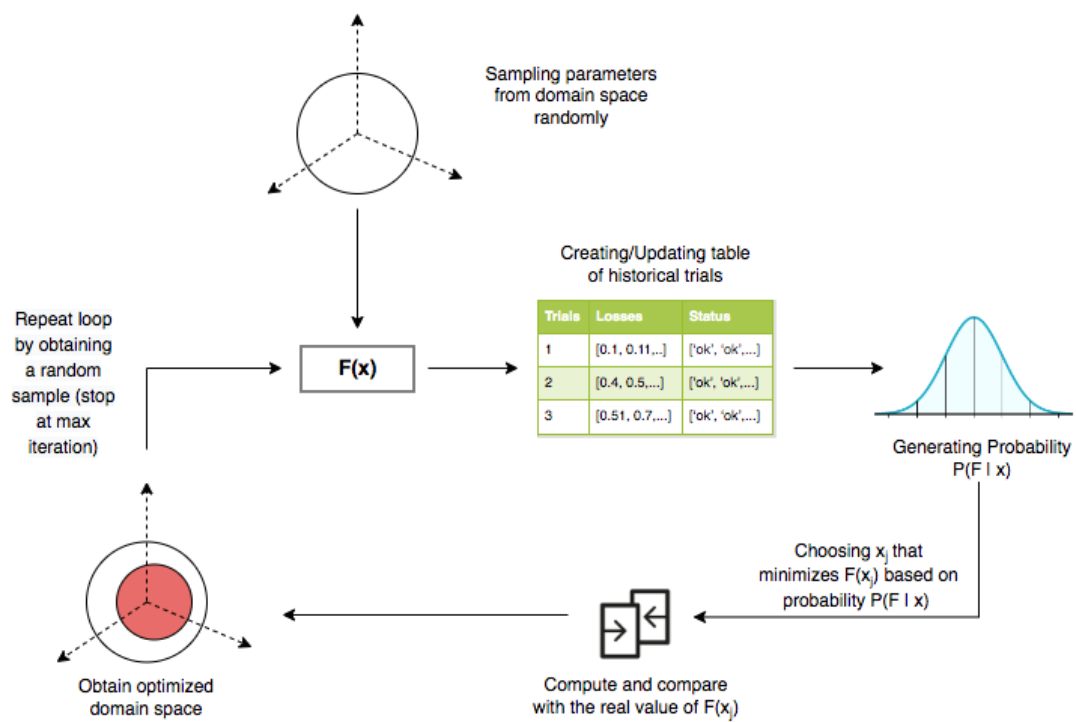 Sampling parameters
from domain space
randomly
Creating/Updating table
of historical trials
Trials Losses Status
1 [0.1, 0.11,..] ['ok', 'ok',...]
2 [0.4, 0.5,...] ['ok', 'ok',...]
3 [0.51, 0.7,...] ['ok', 'ok',...]
Repeat loop
by obtaining
a random
sample (stop
at max
iteration)
F(x)
Generating Probability
P(F | x)
Choosing xj that
minimizes F(xj) based on
probability P(F | x)
Compute and compare
with the real value of F(xj)
Obtain optimized
domain space